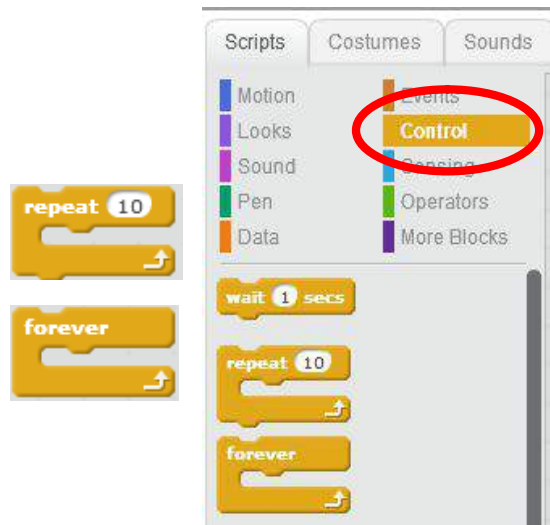 Scripts Costumes Sounds
Motion Events
Looks Control
Sound Sensing
Pen Operators
Data More Blocks
repeat 10
forever
wait 1 secs
repeat 10
forever